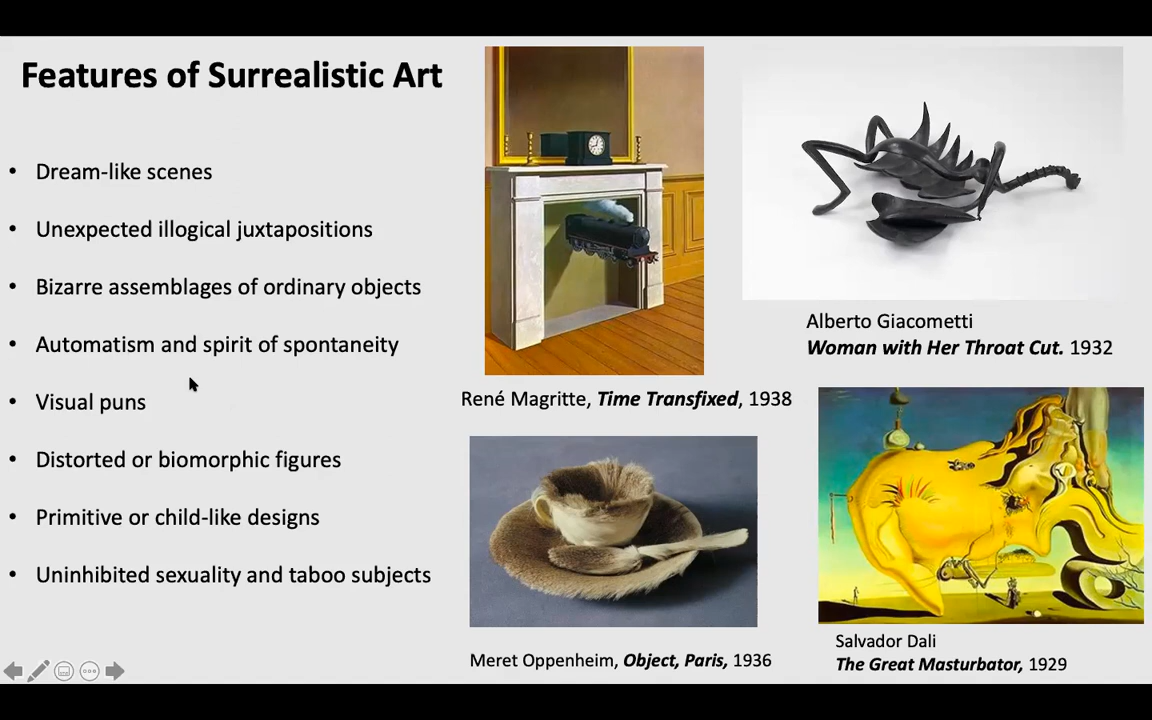 Features of Surrealistic Art
• Dream-like scenes
• Unexpected illogical juxtapositions
• Bizarre assemblages of ordinary objects
• Automatism and spirit of spontaneity
• Visual puns
• Distorted or biomorphic figures
• Primitive or child-like designs
• Uninhibited sexuality and taboo subjects
René Magritte, Time Transfixed, 1938
Alberto Giacometti
Woman with Her Throat Cut. 1932
Meret Oppenheim, Object, Paris, 1936
Salvador Dali
The Great Masturbator, 1929